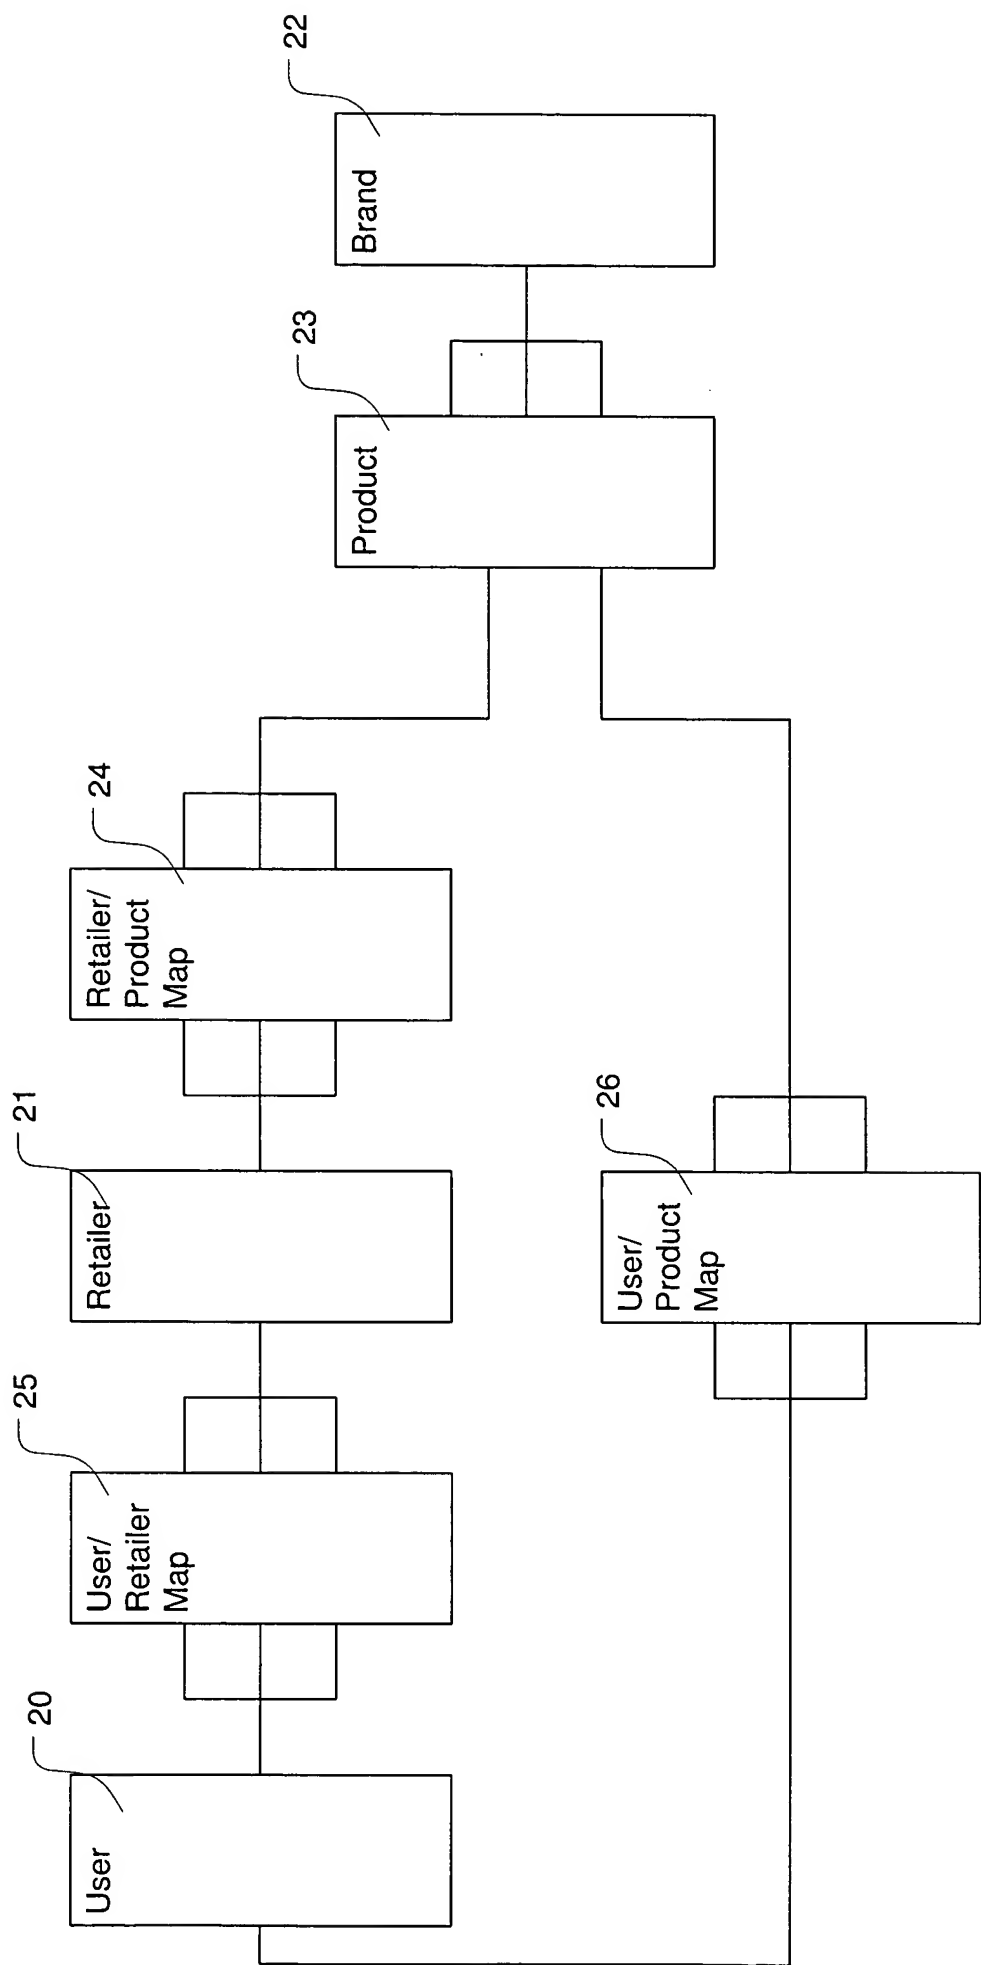 20
User
25
User/
Retailer
Map
21
Retailer
24
Retailer/
Product
Map
23
Product
22
Brand
26
User/
Product
Map